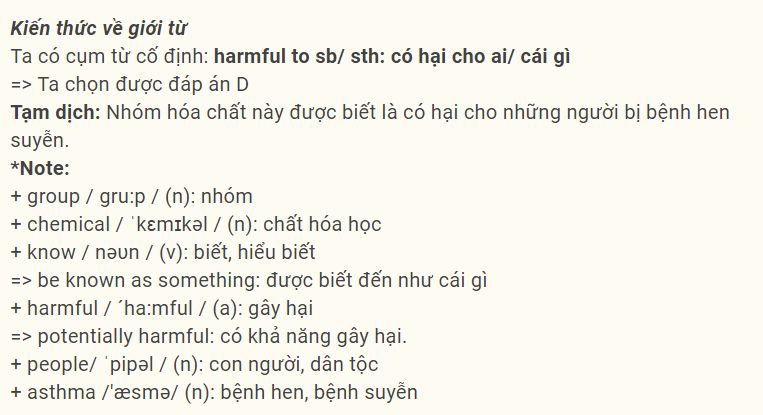 Kiến thức về giới từ
Ta có cụm từ cố định: harmful to sb/ sth: có hại cho ai/ cái gì
=> Ta chọn được đáp án D
Tạm dịch: Nhóm hóa chất này được biết là có hại cho những người bị bệnh hen
suyễn.
*Note:
+ group / gru:p / (n): nhóm
+ chemical / ˈkɛmɪkəl / (n): chất hóa học
+ know / nəʊn / (v): biết, hiểu biết
=> be known as something: được biết đến như cái gì
+ harmful / ´ha:mful / (a): gây hại
=> potentially harmful: có khả năng gây hại.
+ people/ ˈpipəl / (n): con người, dân tộc
+ asthma /'æsmə/ (n): bệnh hen, bệnh suyễn